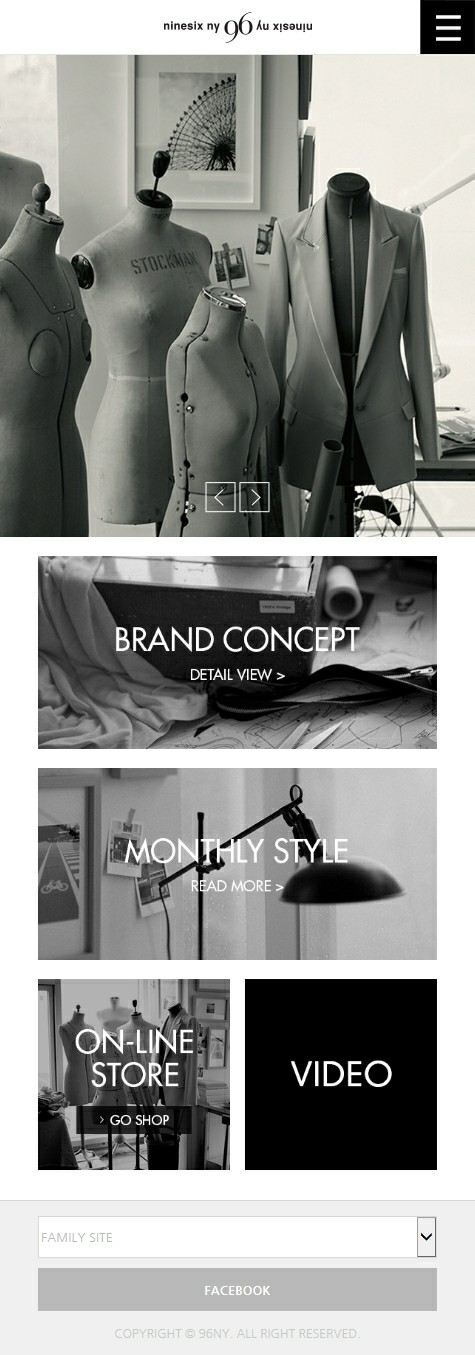 ninesix ny 96 ninesix ny
STOCKMAN
BRAND CONCEPT
DETAIL VIEW >
MONTHLY STYLE
READ MORE >
ON-LINE
STORE
> GO SHOP
VIDEO
FAMILY SITE
FACEBOOK
COPYRIGHT © 96NY. ALL RIGHT RESERVED.